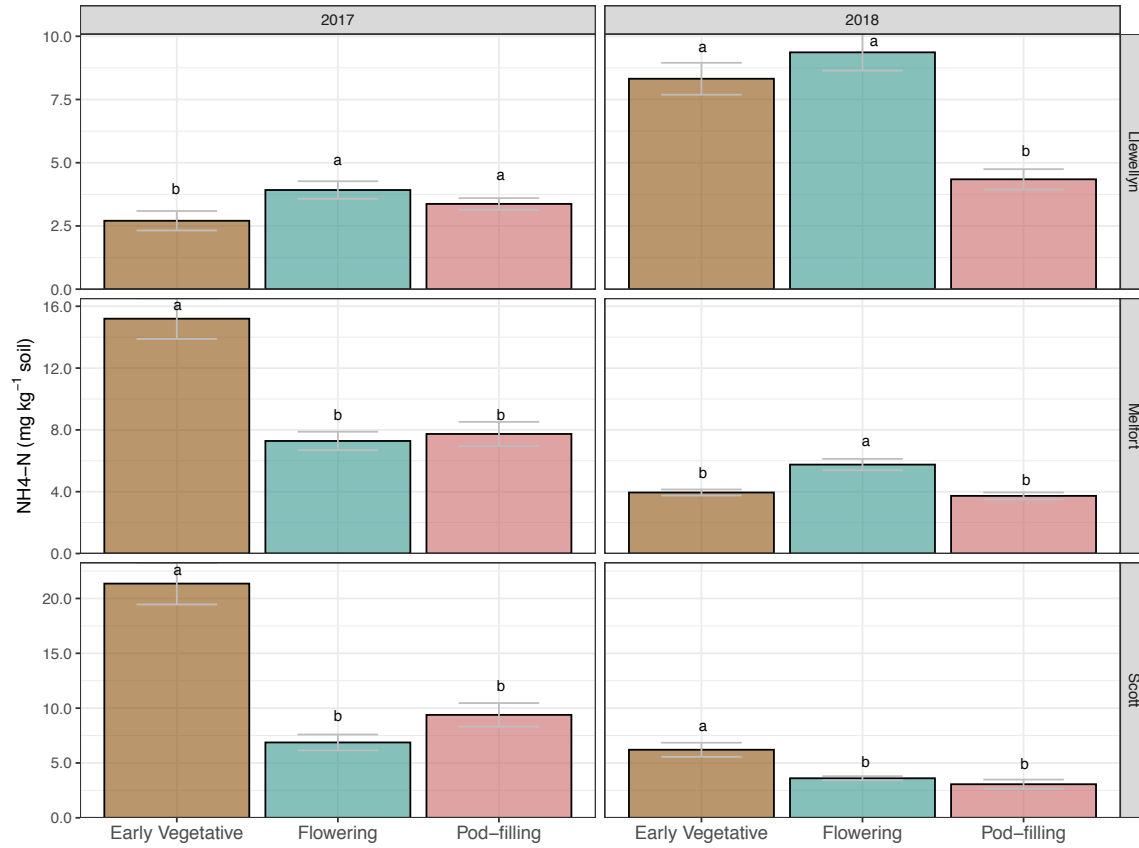 2017
2018
10.0
7.5
5.0
2.5
0.0
b
a
a
a
a
b
Llewellyn
16.0
12.0
8.0
4.0
0.0
a
b
b
b
a
b
Melfort
20.0
15.0
10.0
5.0
0.0
a
b
b
a
b
b
Scott
NH4−N (mg kg⁻¹ soil)
Early Vegetative
Flowering
Pod−filling
Early Vegetative
Flowering
Pod−filling